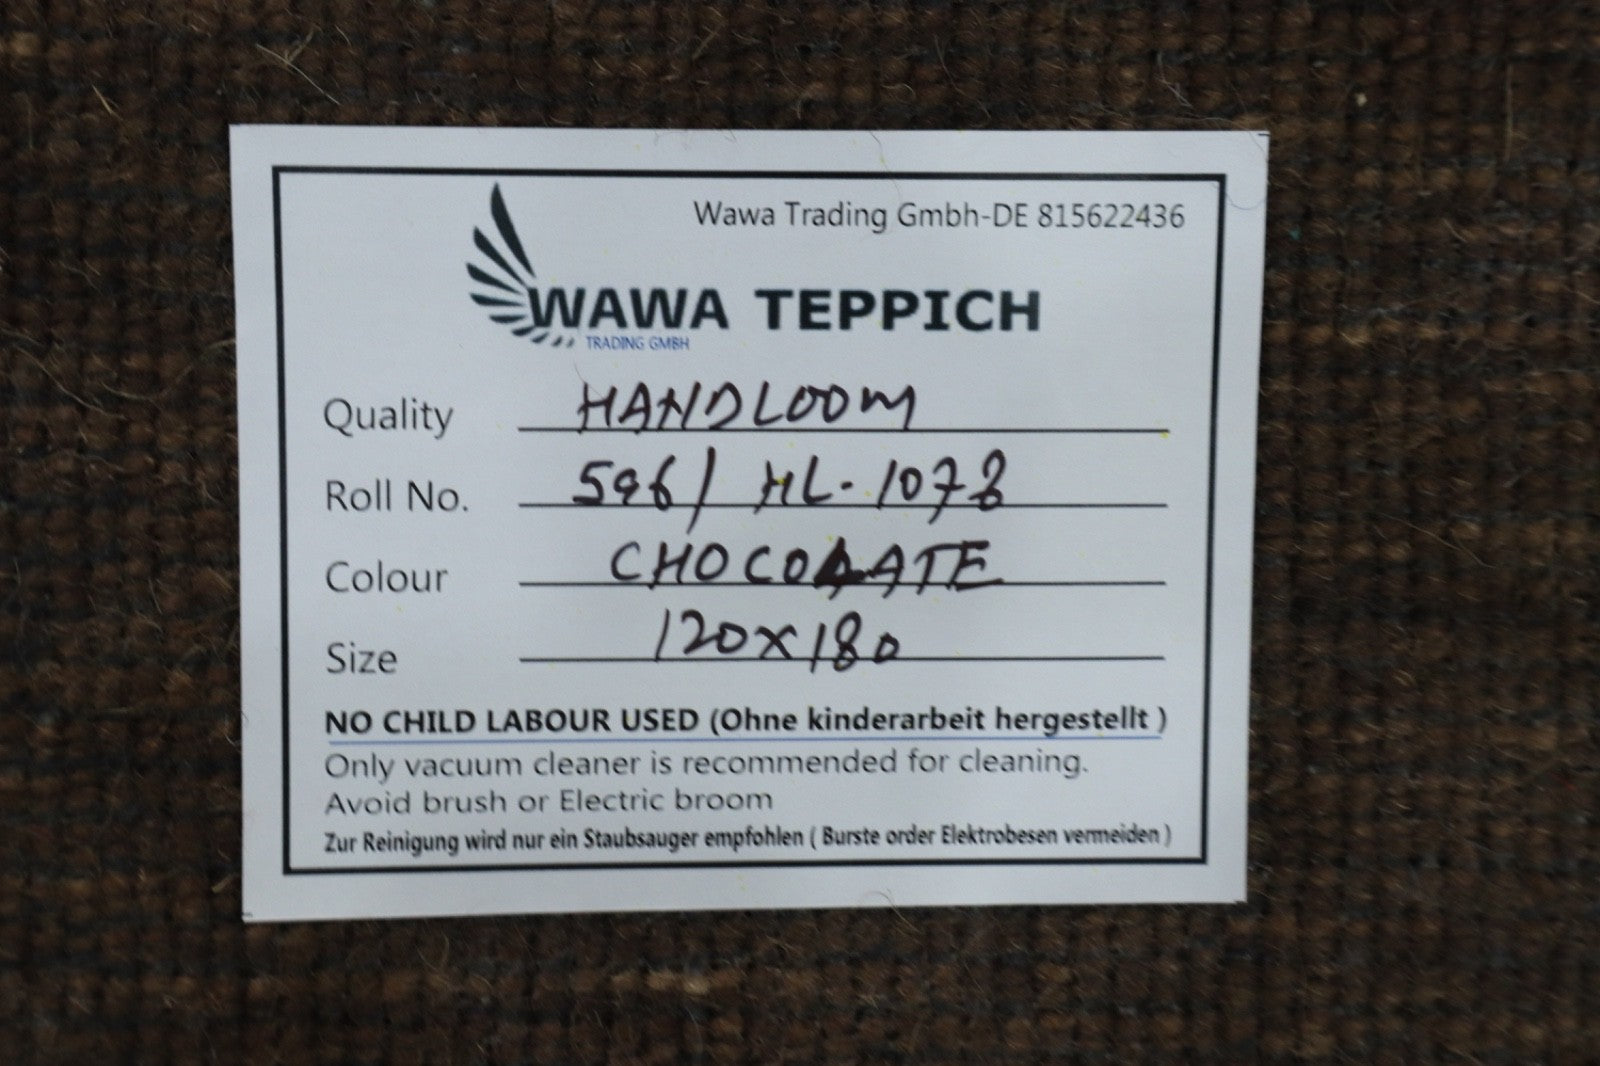 Wawa Trading Gmbh-DE 815622436
WAWA TEPPICH
TRADING GMBH
Quality HANDLOOM
Roll No. 596/ HL-1078
Colour CHOCOLATE
Size 120x180
NO CHILD LABOUR USED (Ohne kinderarbeit hergestellt )
Only vacuum cleaner is recommended for cleaning.
Avoid brush or Electric broom
Zur Reinigung wird nur ein Staubsauger empfohlen ( Burste order Elektrobesen vermeiden )